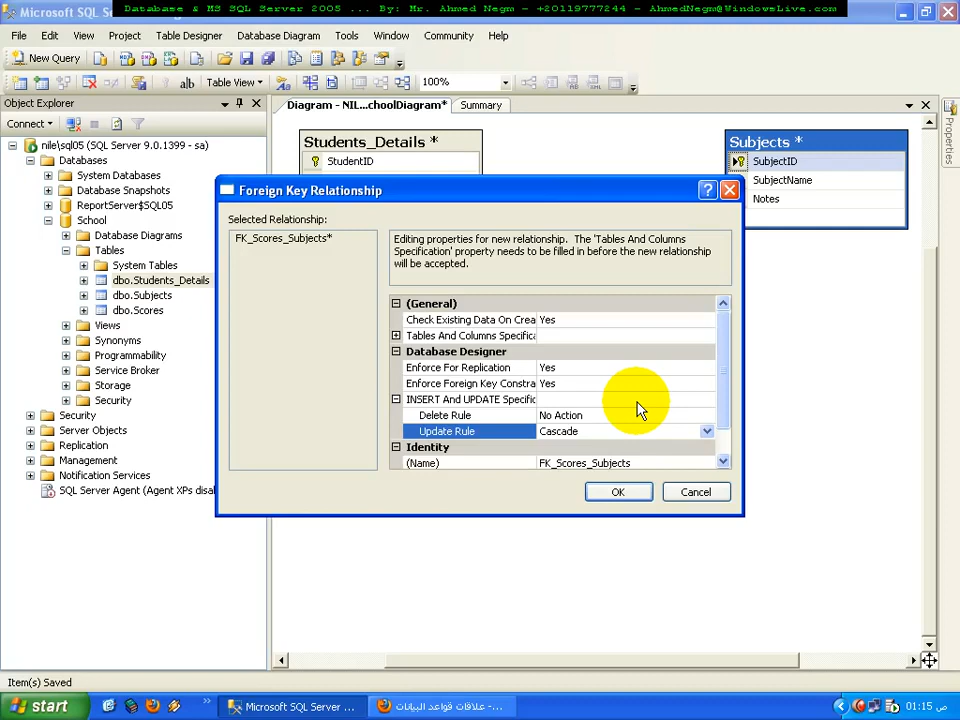 Microsoft SQL Server
Database & MS SQL Server 2005 ... By: Mr. Ahmed Negm - +20119777244 - AhmedNegm@WindowsLive.com
File Edit View Project Table Designer Database Diagram Tools Window Community Help
New Query
Table View 100%
Object Explorer
Diagram - NIL...choolDiagram* Summary
Connect
nile\sql05 (SQL Server 9.0.1399 - sa)
Databases
System Databases
Database Snapshots
ReportServer$SQL05
School
Database Diagrams
Tables
System Tables
dbo.Students_Details
dbo.Subjects
dbo.Scores
Views
Synonyms
Programmability
Service Broker
Storage
Security
Security
Server Objects
Replication
Management
Notification Services
SQL Server Agent (Agent XPs disa
Students_Details *
StudentID
Subjects *
SubjectID
SubjectName
Notes
Properties
Foreign Key Relationship
Selected Relationship:
FK_Scores_Subjects*
Editing properties for new relationship. The 'Tables And Columns
Specification' property needs to be filled in before the new relationship
will be accepted.
(General)
Check Existing Data On Crea Yes
Tables And Columns Specifica
Database Designer
Enforce For Replication Yes
Enforce Foreign Key Constra Yes
INSERT And UPDATE Specific
Delete Rule No Action
Update Rule Cascade
Identity
(Name) FK_Scores_Subjects
OK Cancel
Item(s) Saved
start
Microsoft SQL Server ...
علاقات قواعد البيانات -...
01:15 ص